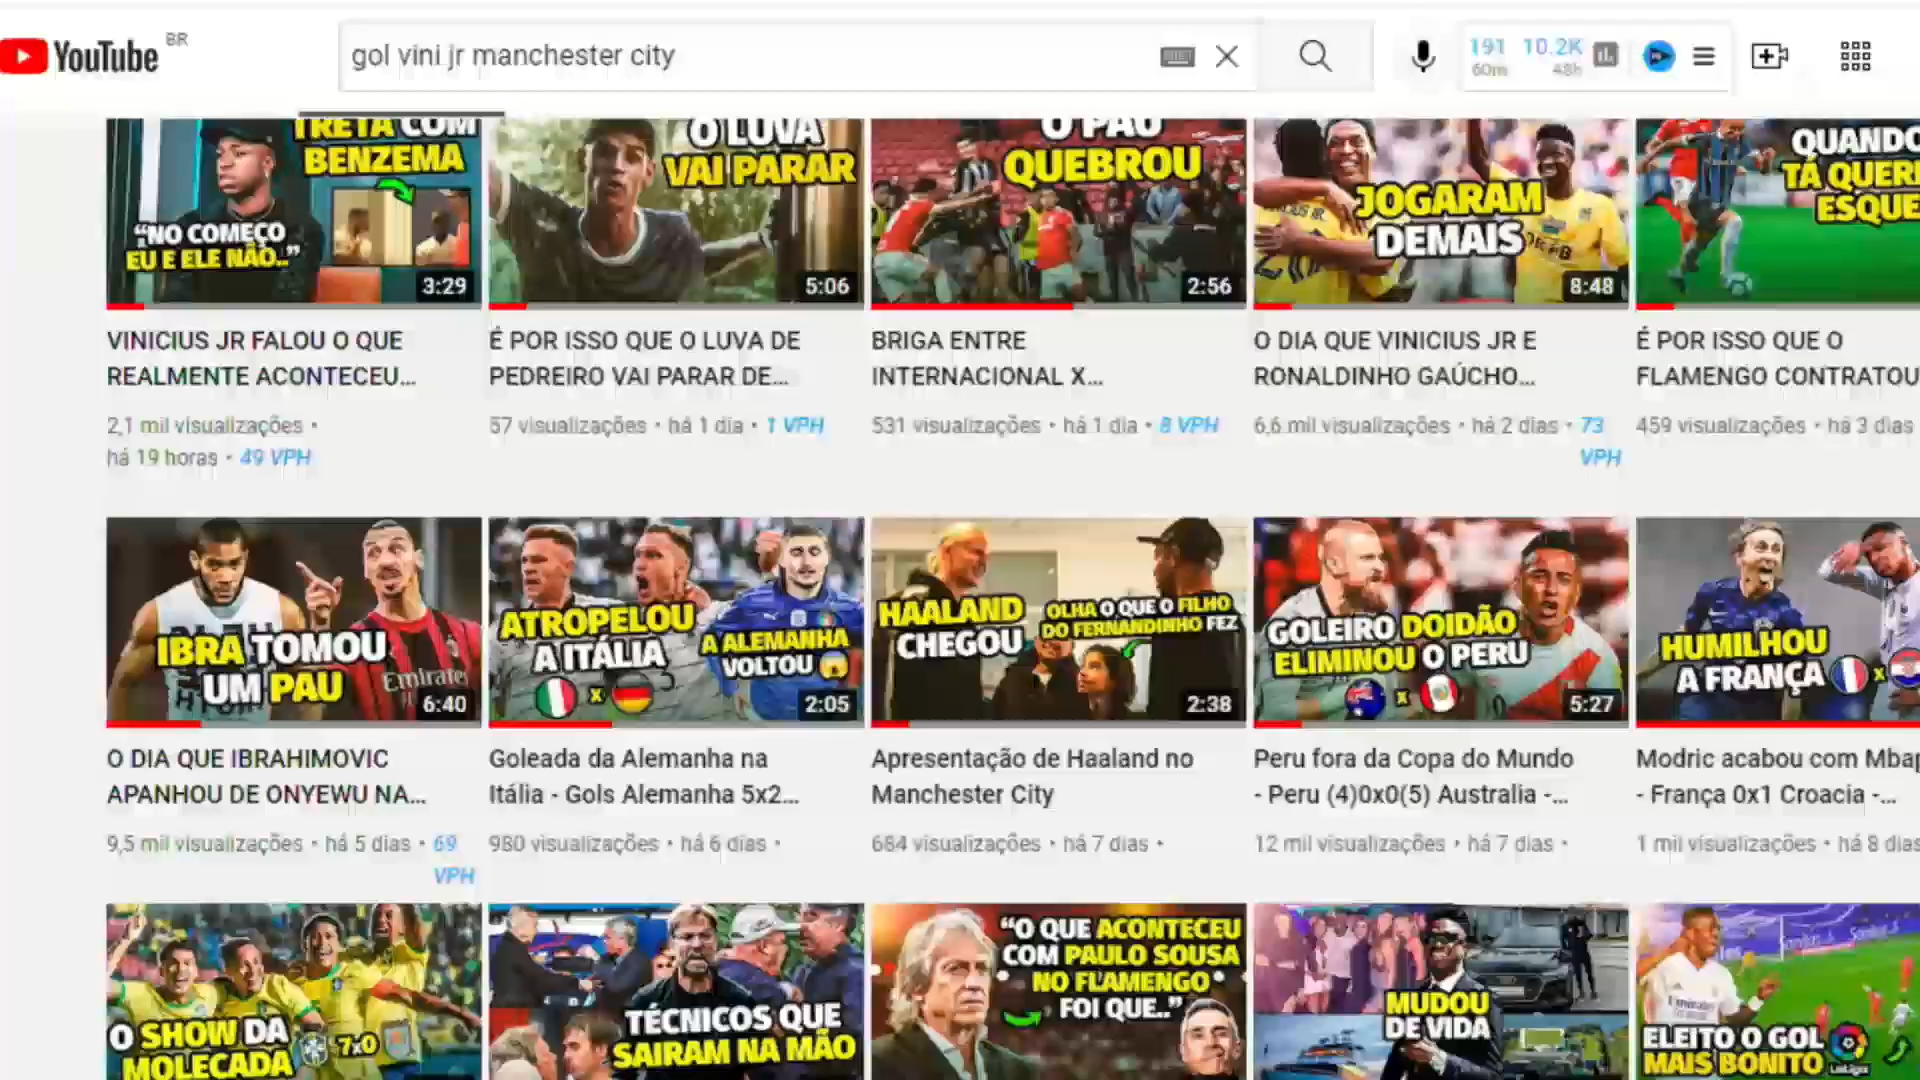 YouTube BR
gol vini jr manchester city
191 10.2K
60m 48h
TRETA COM
BENZEMA
"NO COMEÇO
EU E ELE NÃO.."
3:29
O LUVA
VAI PARAR
5:06
O PAU
QUEBROU
2:56
JOGARAM
DEMAIS
8:48
QUANDO
TÁ QUER
ESQUE
VINICIUS JR FALOU O QUE
REALMENTE ACONTECEU...
2,1 mil visualizações •
há 19 horas • 49 VPH
É POR ISSO QUE O LUVA DE
PEDREIRO VAI PARAR DE...
57 visualizações • há 1 dia • 1 VPH
BRIGA ENTRE
INTERNACIONAL X...
531 visualizações • há 1 dia • 8 VPH
O DIA QUE VINICIUS JR E
RONALDINHO GAÚCHO...
6,6 mil visualizações • há 2 dias • 73
VPH
É POR ISSO QUE O
FLAMENGO CONTRATOU
459 visualizações • há 3 dias
IBRA TOMOU
UM PAU
Emirates
6:40
ATROPELOU
A ITÁLIA
X
A ALEMANHA
VOLTOU
2:05
HAALAND
CHEGOU
OLHA O QUE O FILHO
DO FERNANDINHO FEZ
2:38
GOLEIRO DOIDÃO
ELIMINOU O PERU
X
5:27
HUMILHOU
A FRANÇA
X
O DIA QUE IBRAHIMOVIC
APANHOU DE ONYEWU NA...
9,5 mil visualizações • há 5 dias • 69
VPH
Goleada da Alemanha na
Itália - Gols Alemanha 5x2...
980 visualizações • há 6 dias •
Apresentação de Haaland no
Manchester City
684 visualizações • há 7 dias •
Peru fora da Copa do Mundo
- Peru (4)0x0(5) Australia -...
12 mil visualizações • há 7 dias •
Modric acabou com Mbap
- França 0x1 Croacia -...
1 mil visualizações • há 8 dias
O SHOW DA
MOLECADA
7x0
TÉCNICOS QUE
SAIRAM NA MÃO
"O QUE ACONTECEU
COM PAULO SOUSA
NO FLAMENGO
FOI QUE.."
MUDOU
DE VIDA
ELEITO O GOL
MAIS BONITO